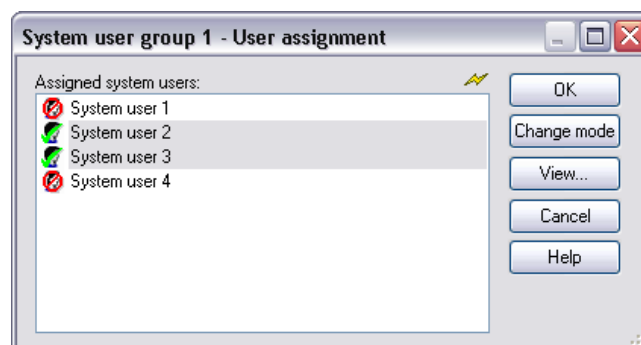 System user group 1 - User assignment
Assigned system users:
System user 1
System user 2
System user 3
System user 4
OK
Change mode
View...
Cancel
Help